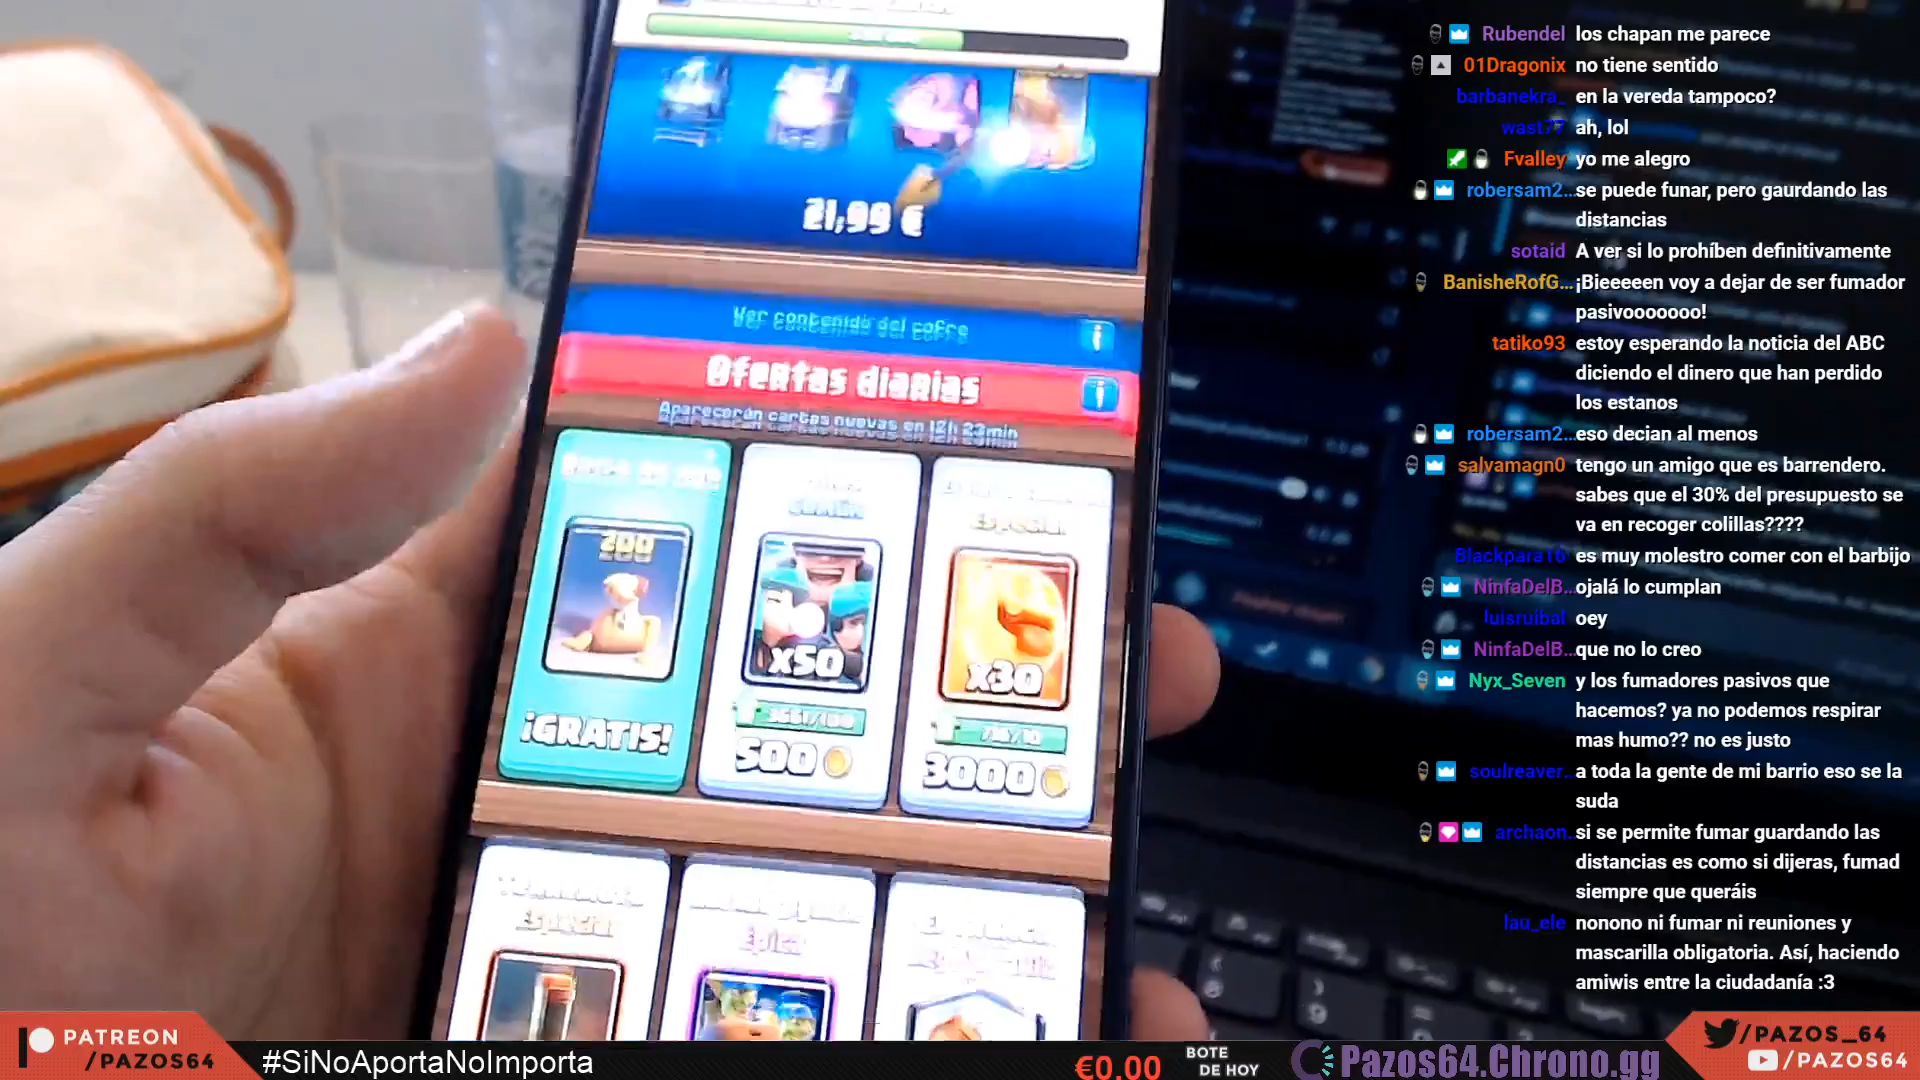 21,99 €
Ver contenido del cofre
Ofertas diarias
Aparecerán cartas nuevas en 12h 23min
200
¡GRATIS!
Común
x50
500
Especial
x30
3000
Especial
Épica
Rubendel los chapan me parece
01Dragonix no tiene sentido
barbanekra_ en la vereda tampoco?
wast77 ah, lol
Fvalley yo me alegro
robersam2... se puede funar, pero gaurdando las
distancias
sotaid A ver si lo prohíben definitivamente
BanisheRofG... ¡Bieeeeen voy a dejar de ser fumador
pasivooooooo!
tatiko93 estoy esperando la noticia del ABC
diciendo el dinero que han perdido
los estanos
robersam2... eso decian al menos
salvamagn0 tengo un amigo que es barrendero.
sabes que el 30% del presupuesto se
va en recoger colillas????
Blackpara16 es muy molestro comer con el barbijo
NinfaDelB... ojalá lo cumplan
luisruibal oey
NinfaDelB... que no lo creo
Nyx_Seven y los fumadores pasivos que
hacemos? ya no podemos respirar
mas humo?? no es justo
soulreaver... a toda la gente de mi barrio eso se la
suda
archaon... si se permite fumar guardando las
distancias es como si dijeras, fumad
siempre que queráis
lau_ele nonono ni fumar ni reuniones y
mascarilla obligatoria. Así, haciendo
amiwis entre la ciudadanía :3
PATREON
/PAZOS64
#SiNoAportaNoImporta
€0.00
BOTE
DE HOY
Pazos64.Chrono.gg
/PAZOS_64
/PAZOS64